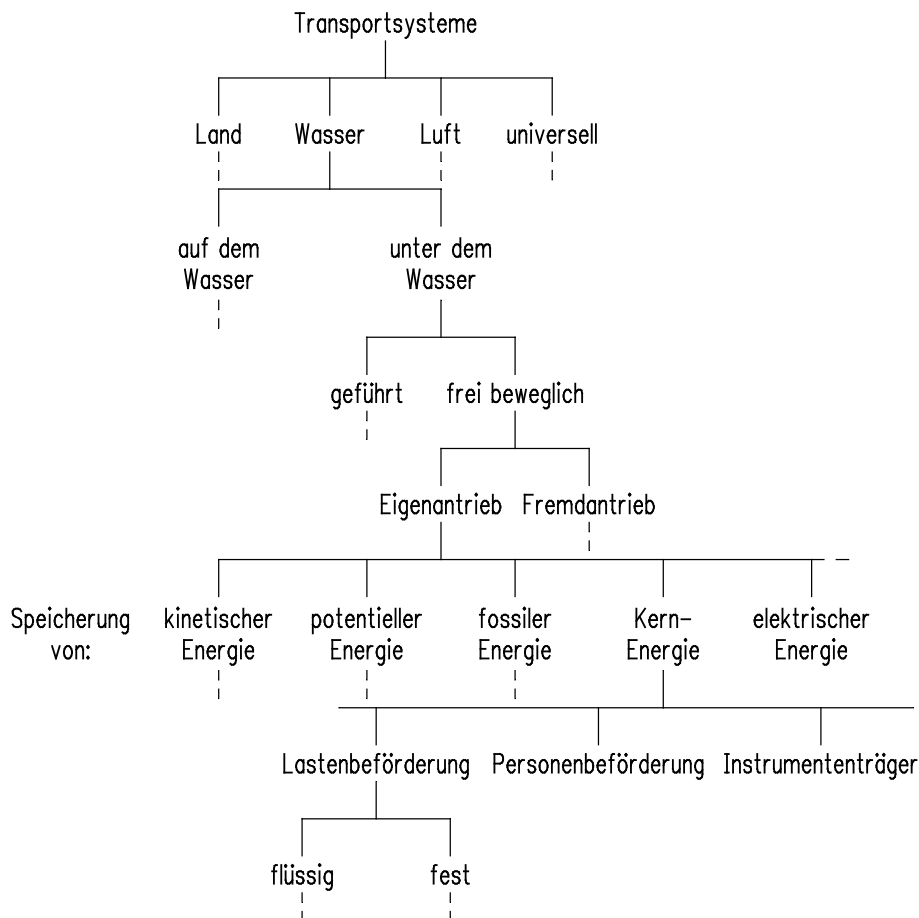 Transportsysteme
Land Wasser Luft universell
auf dem unter dem
Wasser Wasser
geführt frei beweglich
Eigenantrieb Fremdantrieb
Speicherung kinetischer potentieller fossiler Kern- elektrischer
von: Energie Energie Energie Energie Energie
Lastenbeförderung Personenbeförderung Instrumententräger
flüssig fest